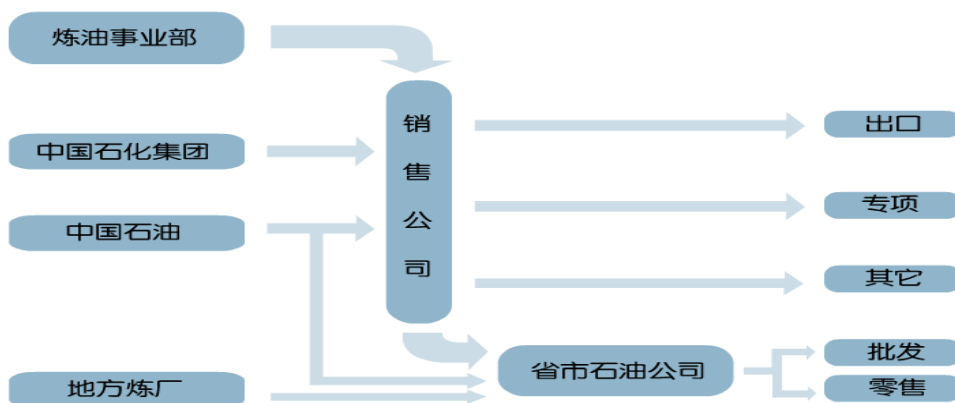 炼油事业部
中国石化集团
中国石油
地方炼厂
销售公司
省市石油公司
出口
专项
其它
批发
零售